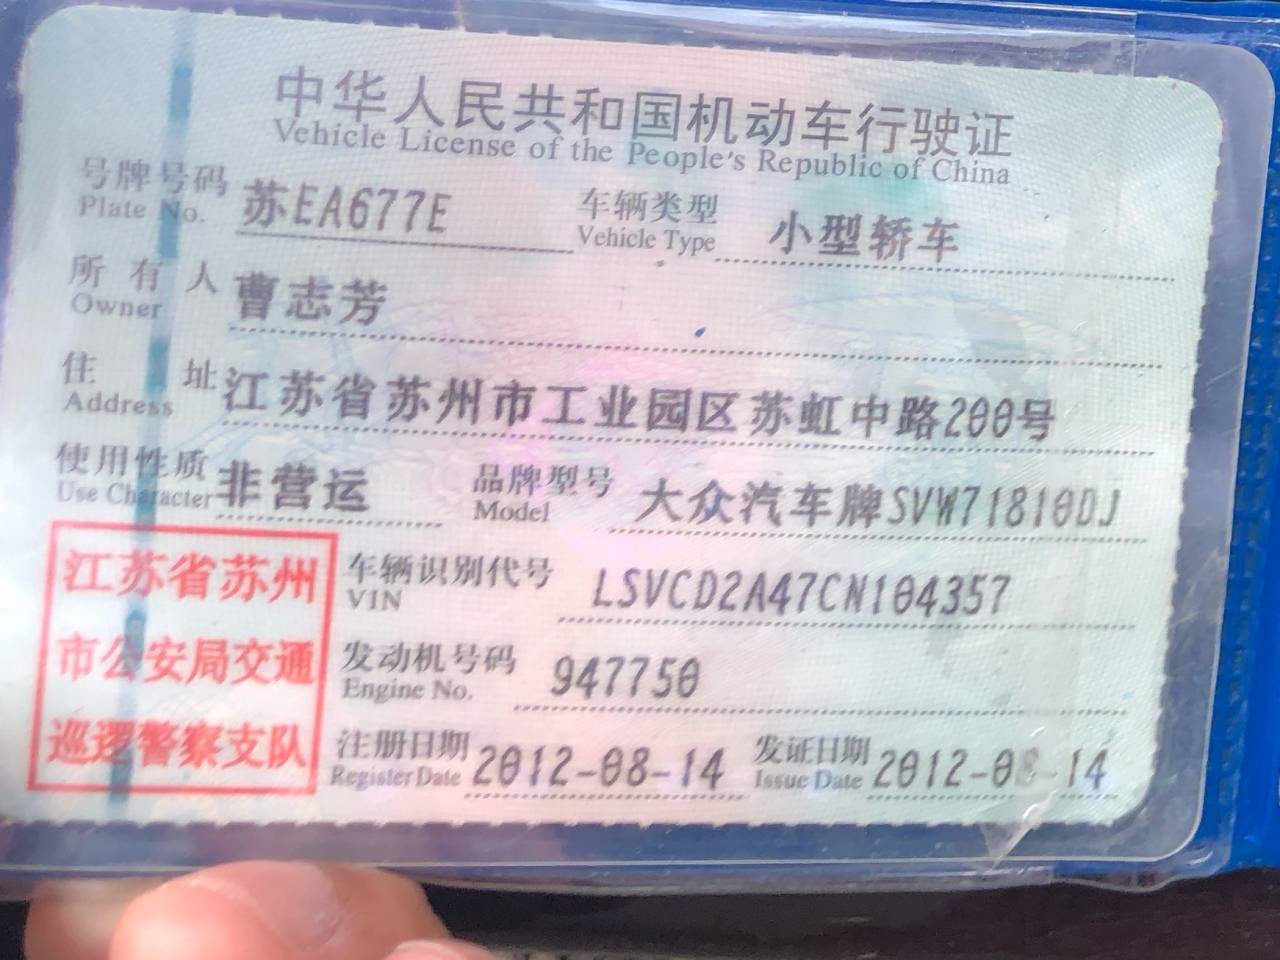 中华人民共和国机动车行驶证
Vehicle License of the People's Republic of China
号牌号码 苏EA677E 车辆类型 小型轿车
Plate No. Vehicle Type
所有人 曹志芳
Owner
住址 江苏省苏州市工业园区苏虹中路200号
Address
使用性质 非营运 品牌型号 大众汽车牌SVW71810DJ
Use Character Model
江苏省苏州
市公安局交通
巡逻警察支队
车辆识别代号 LSVCD2A47CN104357
VIN
发动机号码 947750
Engine No.
注册日期 2012-08-14 发证日期 2012-08-14
Register Date Issue Date